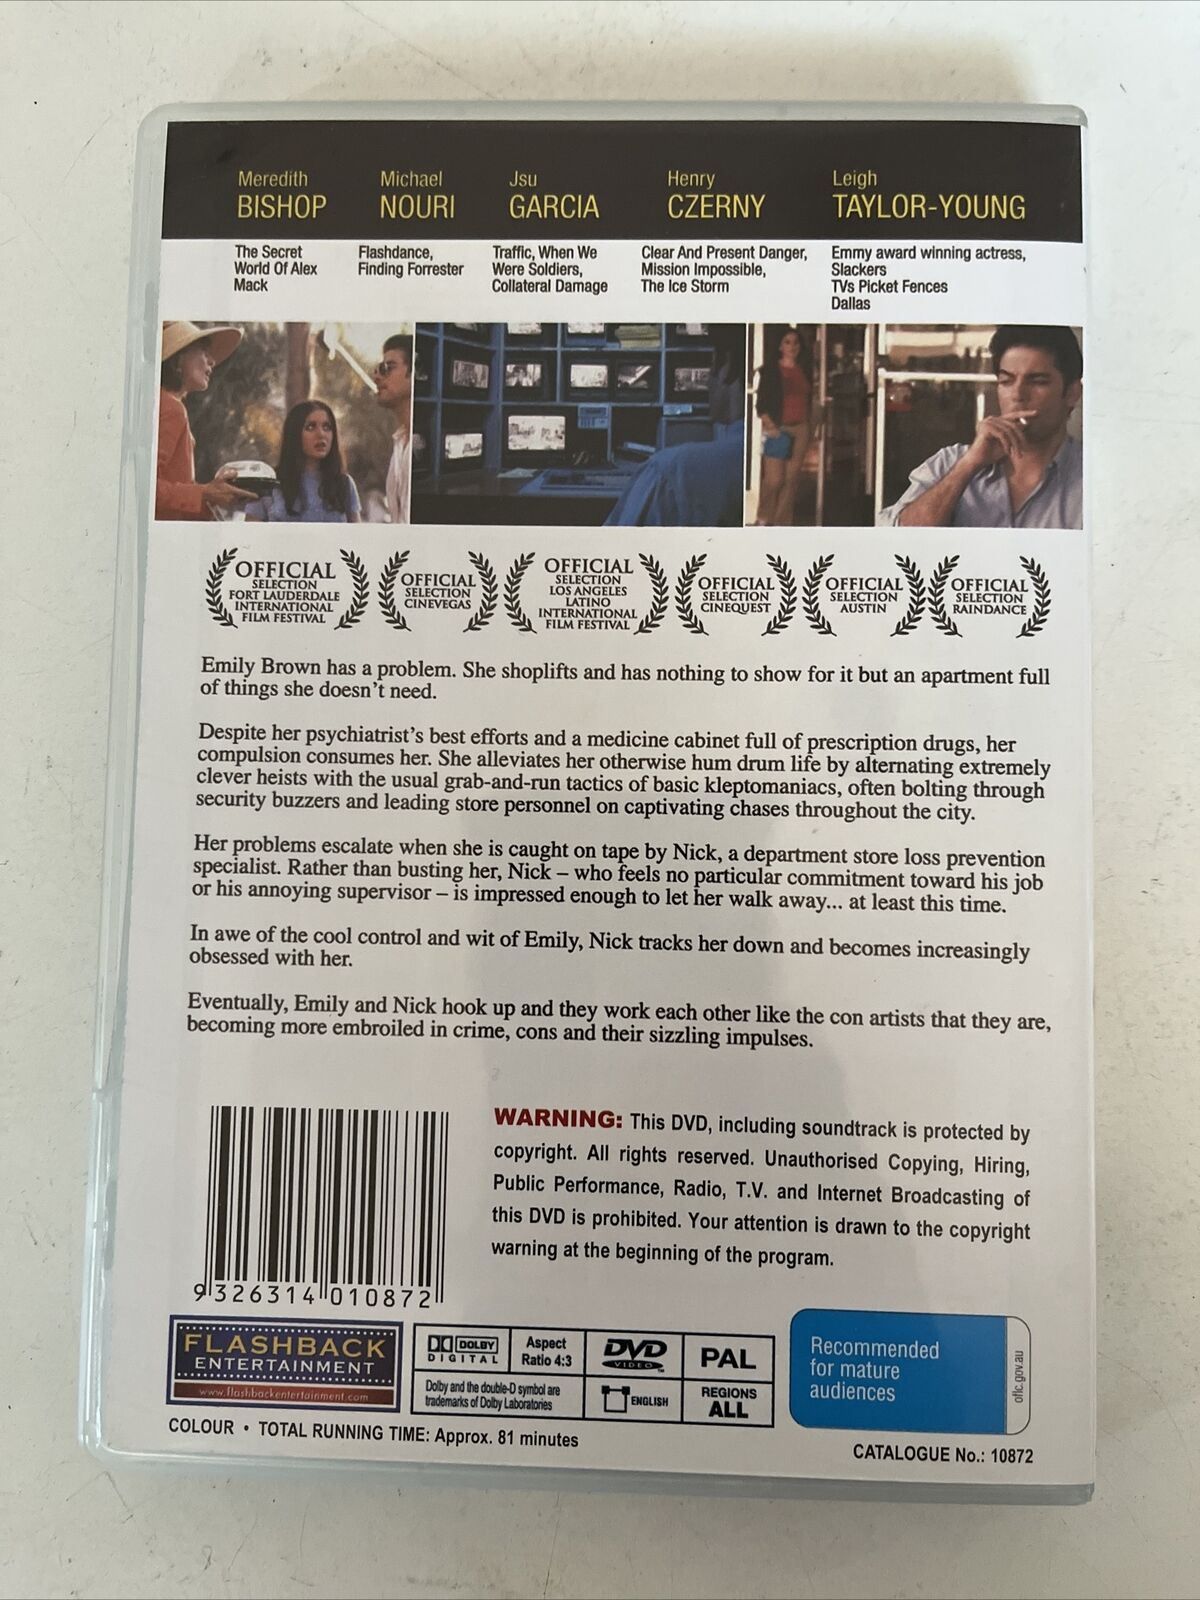 Meredith
BISHOP
Michael
NOURI
Jsu
GARCIA
Henry
CZERNY
Leigh
TAYLOR-YOUNG
The Secret
World Of Alex
Mack
Flashdance,
Finding Forrester
Traffic, When We
Were Soldiers,
Collateral Damage
Clear And Present Danger,
Mission Impossible,
The Ice Storm
Emmy award winning actress,
Slackers
TVs Picket Fences
Dallas
OFFICIAL
SELECTION
FORT LAUDERDALE
INTERNATIONAL
FILM FESTIVAL
OFFICIAL
SELECTION
CINEVEGAS
OFFICIAL
SELECTION
LOS ANGELES
LATINO
INTERNATIONAL
FILM FESTIVAL
OFFICIAL
SELECTION
CINEQUEST
OFFICIAL
SELECTION
AUSTIN
OFFICIAL
SELECTION
RAINDANCE
Emily Brown has a problem. She shoplifts and has nothing to show for it but an apartment full
of things she doesn't need.
Despite her psychiatrist's best efforts and a medicine cabinet full of prescription drugs, her
compulsion consumes her. She alleviates her otherwise hum drum life by alternating extremely
clever heists with the usual grab-and-run tactics of basic kleptomaniacs, often bolting through
security buzzers and leading store personnel on captivating chases throughout the city.
Her problems escalate when she is caught on tape by Nick, a department store loss prevention
specialist. Rather than busting her, Nick – who feels no particular commitment toward his job
or his annoying supervisor – is impressed enough to let her walk away... at least this time.
In awe of the cool control and wit of Emily, Nick tracks her down and becomes increasingly
obsessed with her.
Eventually, Emily and Nick hook up and they work each other like the con artists that they are,
becoming more embroiled in crime, cons and their sizzling impulses.
WARNING: This DVD, including soundtrack is protected by
copyright. All rights reserved. Unauthorised Copying, Hiring,
Public Performance, Radio, T.V. and Internet Broadcasting of
this DVD is prohibited. Your attention is drawn to the copyright
warning at the beginning of the program.
9 326314 010872
FLASHBACK
ENTERTAINMENT
www.flashbackentertainment.com
DOLBY
DIGITAL
Aspect
Ratio 4:3
Dolby and the double-D symbol are
trademarks of Dolby Laboratories
DVD
VIDEO
TM
ENGLISH
PAL
REGIONS
ALL
Recommended
for mature
audiences
oflc.gov.au
COLOUR • TOTAL RUNNING TIME: Approx. 81 minutes
CATALOGUE No.: 10872